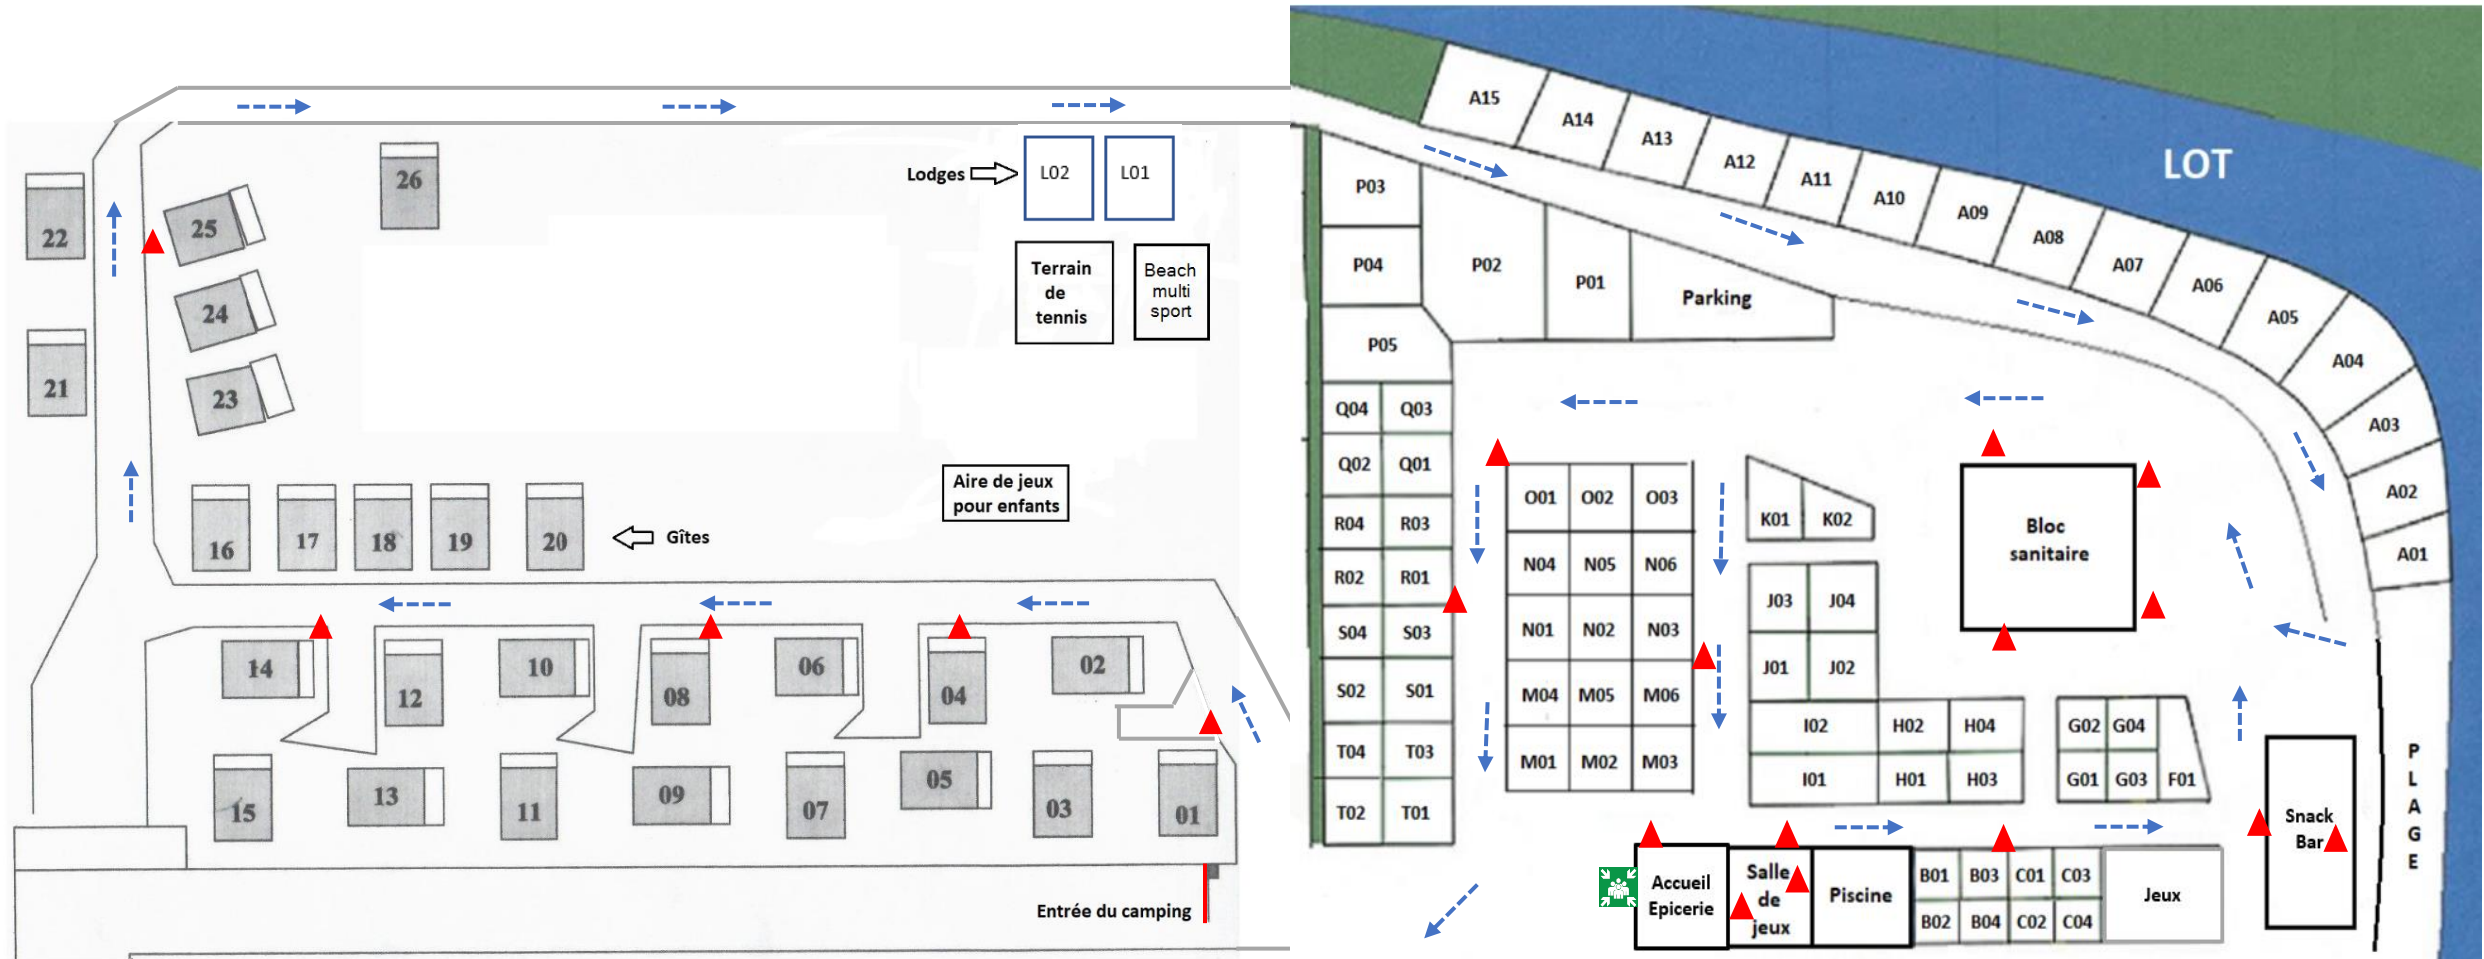 22
21
25
24
23
26
16
17
18
19
20
Gîtes
Lodges
L02
L01
Terrain
de
tennis
Beach
multi
sport
Aire de jeux
pour enfants
14
12
10
08
06
04
02
15
13
11
09
07
05
03
01
Entrée du camping
A15
A14
A13
A12
A11
A10
A09
A08
A07
A06
A05
A04
A03
A02
A01
LOT
P03
P04
P02
P01
Parking
P05
Q04
Q03
Q02
Q01
R04
R03
R02
R01
S04
S03
S02
S01
T04
T03
T02
T01
O01
O02
O03
N04
N05
N06
N01
N02
N03
M04
M05
M06
M01
M02
M03
K01
K02
J03
J04
J01
J02
I02
H02
H04
I01
H01
H03
Bloc
sanitaire
G02
G04
G01
G03
F01
Snack
Bar
PLAGE
Accueil
Epicerie
Salle
de
jeux
Piscine
B01
B03
C01
C03
B02
B04
C02
C04
Jeux